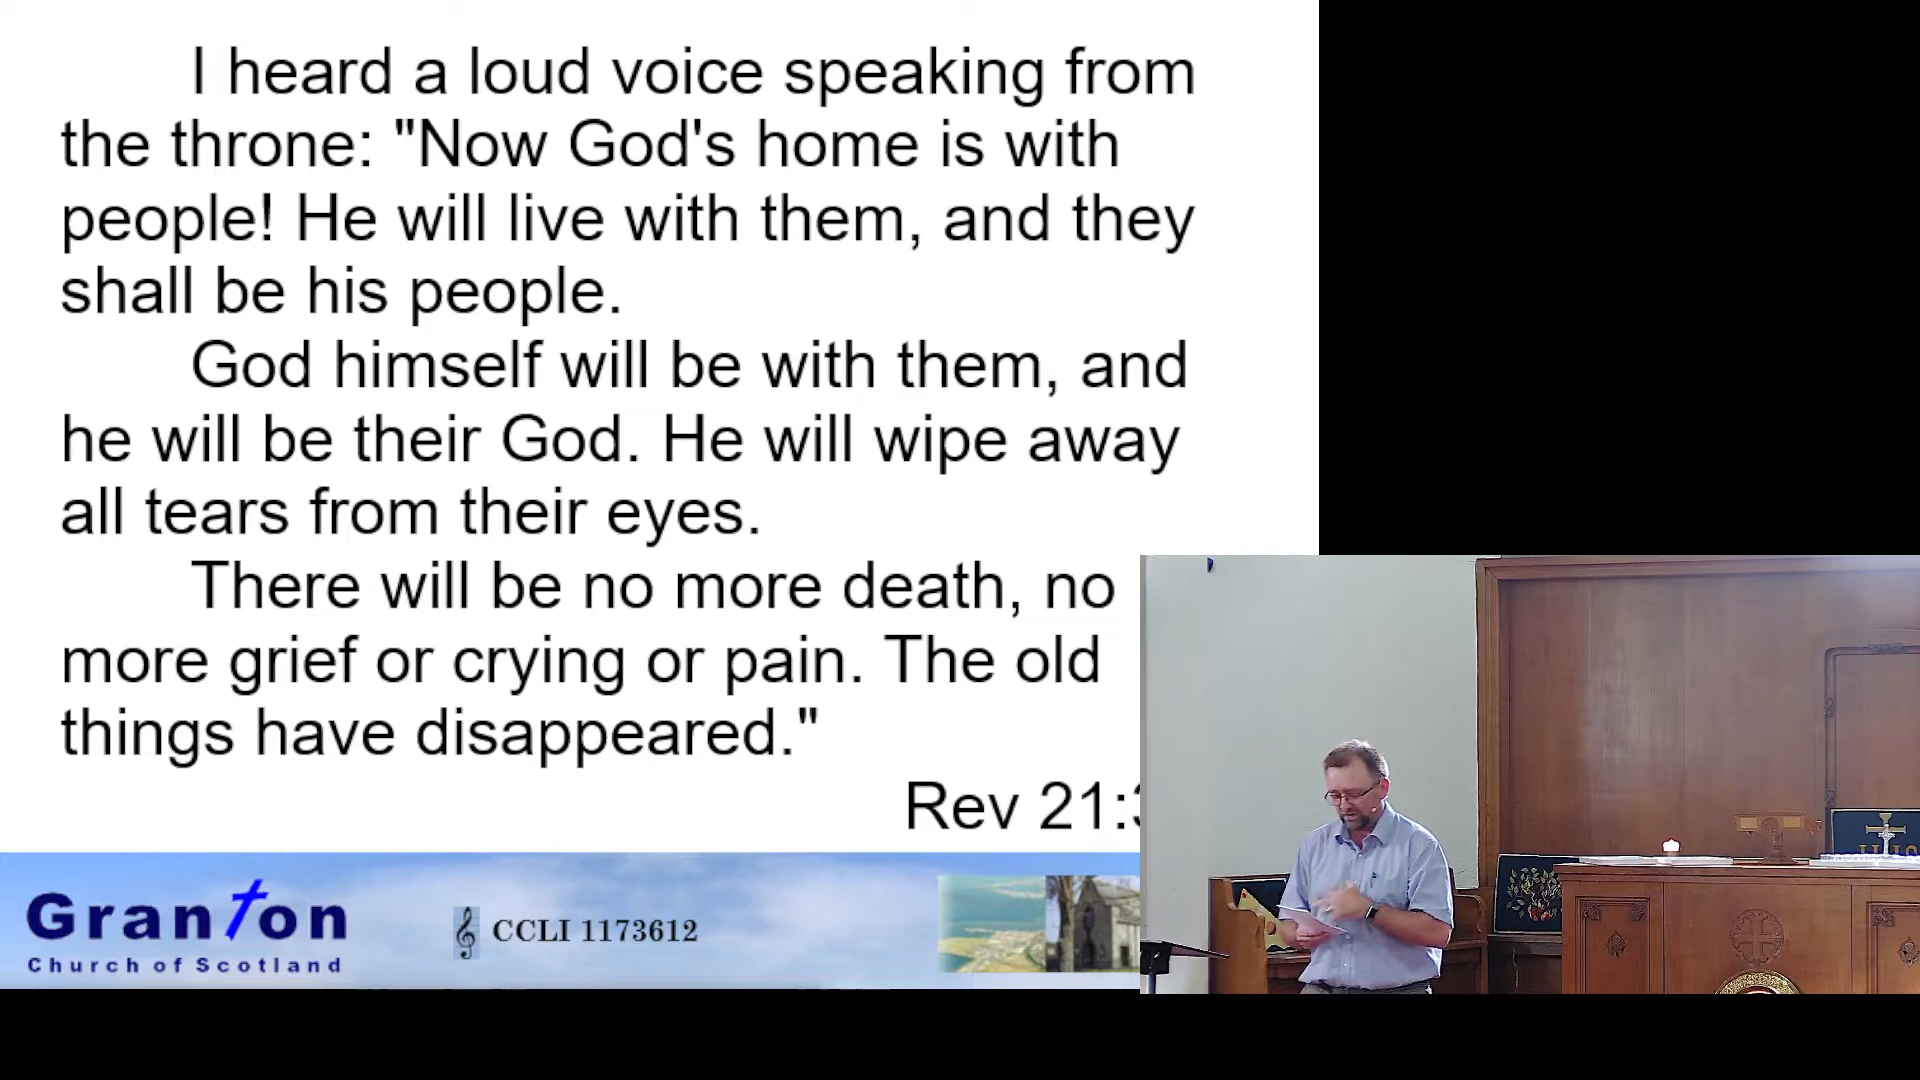 I heard a loud voice speaking from
the throne: "Now God's home is with
people! He will live with them, and they
shall be his people.
God himself will be with them, and
he will be their God. He will wipe away
all tears from their eyes.
There will be no more death, no
more grief or crying or pain. The old
things have disappeared."
Rev 21:
Granton
Church of Scotland
CCLI 1173612